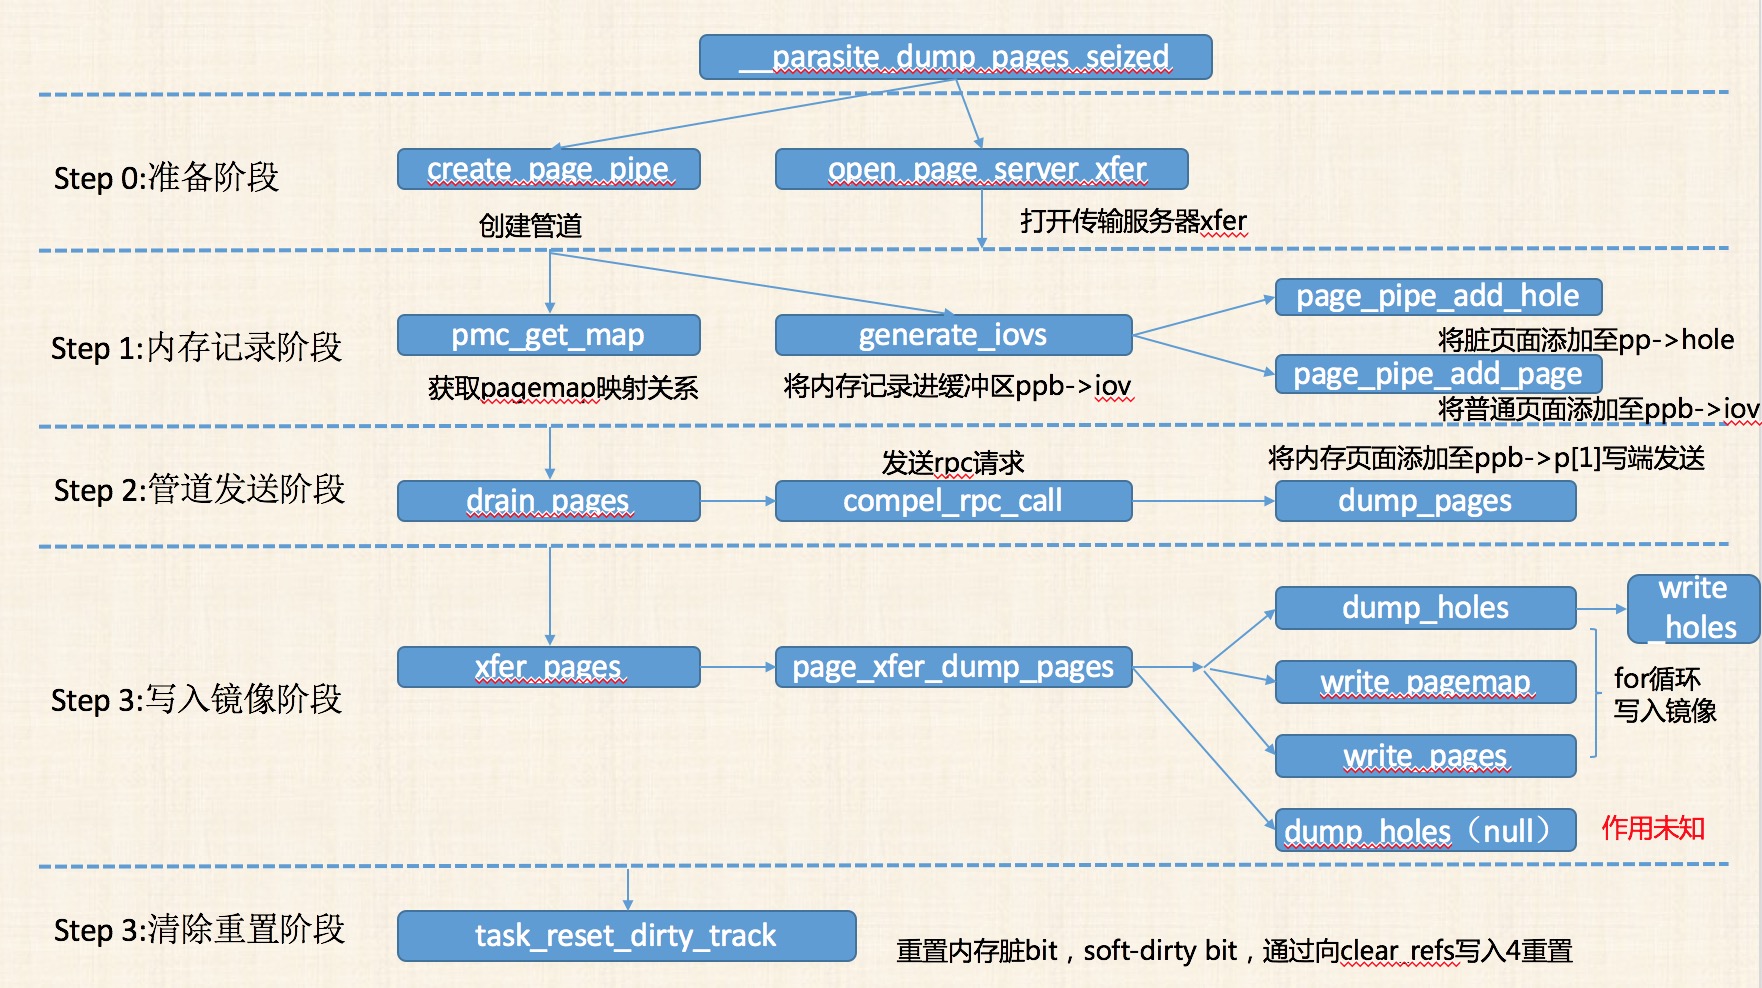 __parasite_dump_pages_seized
Step 0:准备阶段
create_page_pipe
open_page_server_xfer
创建管道
打开传输服务器xfer
Step 1:内存记录阶段
pmc_get_map
generate_iovs
page_pipe_add_hole
将脏页面添加至pp->hole
page_pipe_add_page
获取pagemap映射关系
将内存记录进缓冲区ppb->iov
将普通页面添加至ppb->iov
Step 2:管道发送阶段
发送rpc请求
将内存页面添加至ppb->p[1]写端发送
drain_pages
compel_rpc_call
dump_pages
Step 3:写入镜像阶段
xfer_pages
page_xfer_dump_pages
dump_holes
write
_holes
write_pagemap
write_pages
for循环
写入镜像
dump_holes（null）
作用未知
Step 3:清除重置阶段
task_reset_dirty_track
重置内存脏bit，soft-dirty bit，通过向clear_refs写入4重置